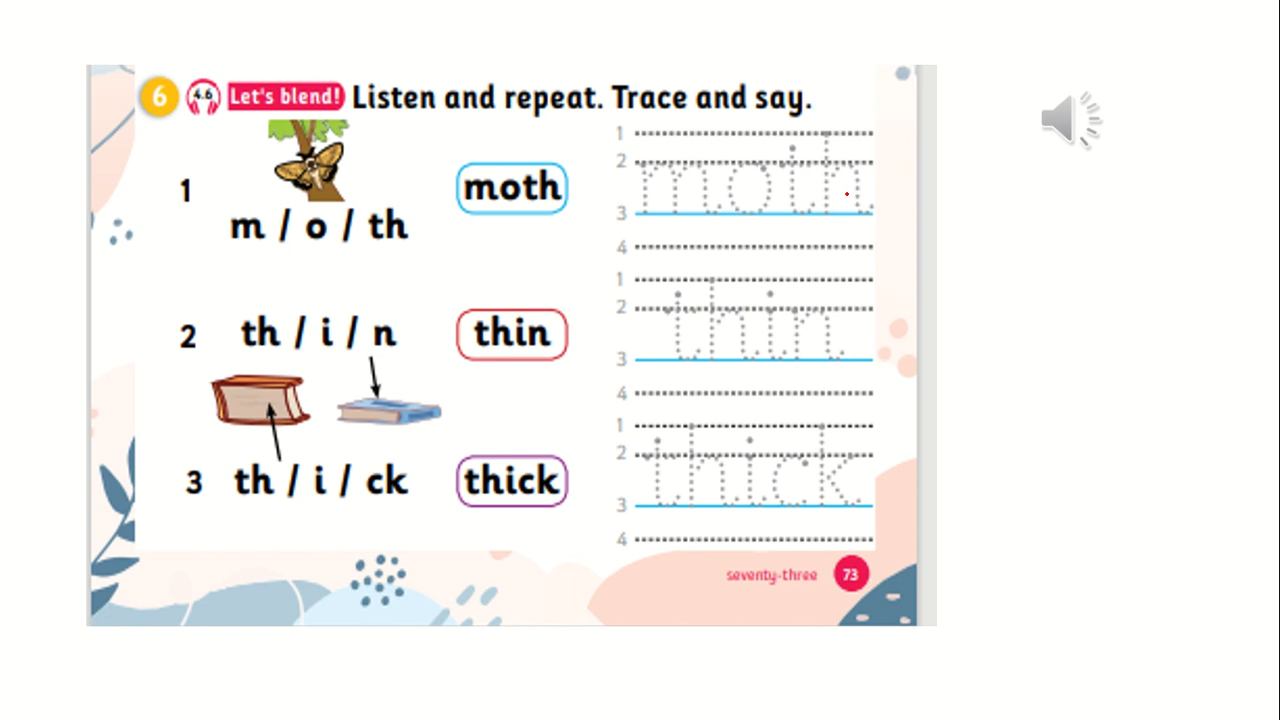 6 4.6 Let's blend! Listen and repeat. Trace and say.
1 m / o / th moth
1
2 moth
3
4
2 th / i / n thin
1
2 thin
3
4
3 th / i / ck thick
1
2 thick
3
4
seventy-three 73